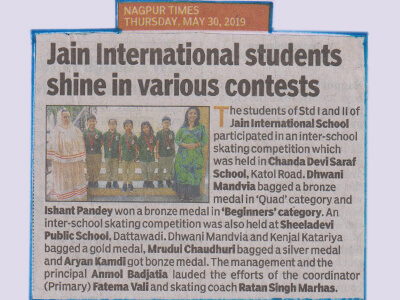 NAGPUR TIMES
THURSDAY, MAY 30, 2019
Jain International students
shine in various contests
The students of Std I and II of
Jain International School
participated in an inter-school
skating competition which
was held in Chanda Devi Saraf
School, Katol Road. Dhwani
Mandvia bagged a bronze
medal in 'Quad' category and
Ishant Pandey won a bronze medal in 'Beginners' category. An
inter-school skating competition was also held at Sheeladevi
Public School, Dattawadi. Dhwani Mandvia and Kenjal Katariya
bagged a gold medal, Mrudul Chaudhuri bagged a silver medal
and Aryan Kamdi got bonze medal. The management and the
principal Anmol Badjatia lauded the efforts of the coordinator
(Primary) Fatema Vali and skating coach Ratan Singh Marhas.